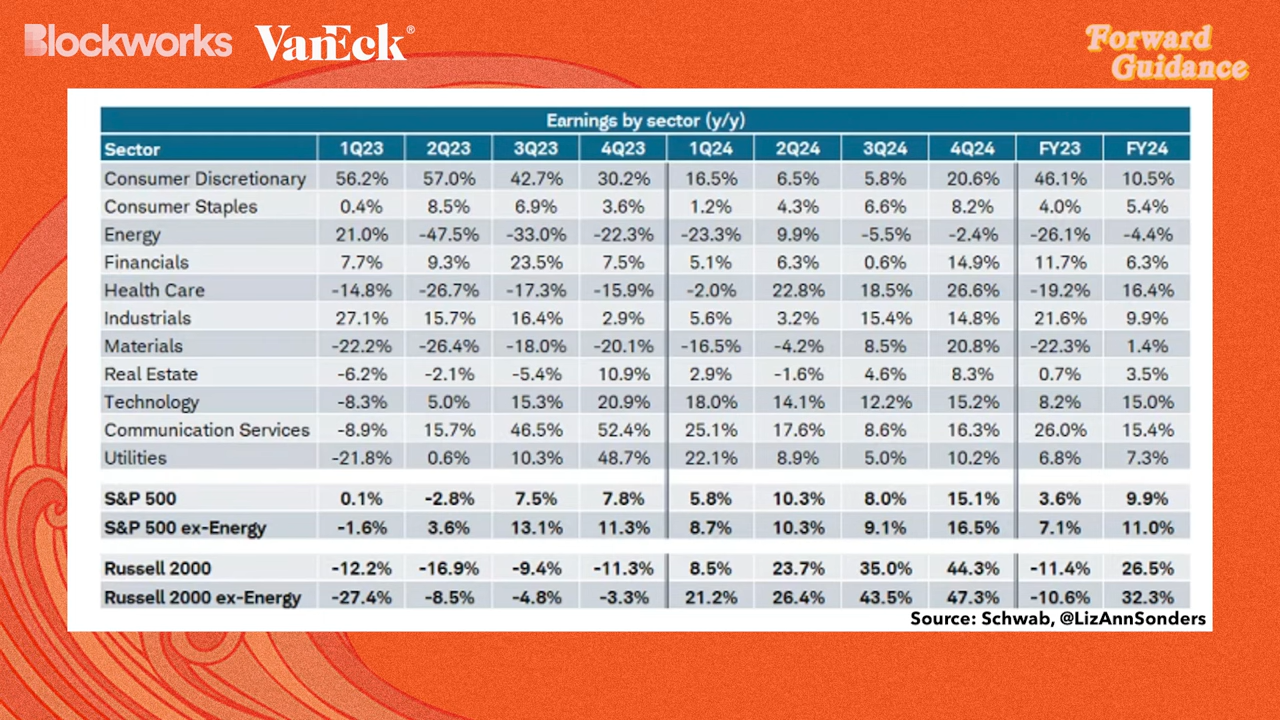 Blockworks VanEck®
Forward
Guidance
Earnings by sector (y/y)
Sector 1Q23 2Q23 3Q23 4Q23 1Q24 2Q24 3Q24 4Q24 FY23 FY24
Consumer Discretionary 56.2% 57.0% 42.7% 30.2% 16.5% 6.5% 5.8% 20.6% 46.1% 10.5%
Consumer Staples 0.4% 8.5% 6.9% 3.6% 1.2% 4.3% 6.6% 8.2% 4.0% 5.4%
Energy 21.0% -47.5% -33.0% -22.3% -23.3% 9.9% -5.5% -2.4% -26.1% -4.4%
Financials 7.7% 9.3% 23.5% 7.5% 5.1% 6.3% 0.6% 14.9% 11.7% 6.3%
Health Care -14.8% -26.7% -17.3% -15.9% -2.0% 22.8% 18.5% 26.6% -19.2% 16.4%
Industrials 27.1% 15.7% 16.4% 2.9% 5.6% 3.2% 15.4% 14.8% 21.6% 9.9%
Materials -22.2% -26.4% -18.0% -20.1% -16.5% -4.2% 8.5% 20.8% -22.3% 1.4%
Real Estate -6.2% -2.1% -5.4% 10.9% 2.9% -1.6% 4.6% 8.3% 0.7% 3.5%
Technology -8.3% 5.0% 15.3% 20.9% 18.0% 14.1% 12.2% 15.2% 8.2% 15.0%
Communication Services -8.9% 15.7% 46.5% 52.4% 25.1% 17.6% 8.6% 16.3% 26.0% 15.4%
Utilities -21.8% 0.6% 10.3% 48.7% 22.1% 8.9% 5.0% 10.2% 6.8% 7.3%
S&P 500 0.1% -2.8% 7.5% 7.8% 5.8% 10.3% 8.0% 15.1% 3.6% 9.9%
S&P 500 ex-Energy -1.6% 3.6% 13.1% 11.3% 8.7% 10.3% 9.1% 16.5% 7.1% 11.0%
Russell 2000 -12.2% -16.9% -9.4% -11.3% 8.5% 23.7% 35.0% 44.3% -11.4% 26.5%
Russell 2000 ex-Energy -27.4% -8.5% -4.8% -3.3% 21.2% 26.4% 43.5% 47.3% -10.6% 32.3%
Source: Schwab, @LizAnnSonders